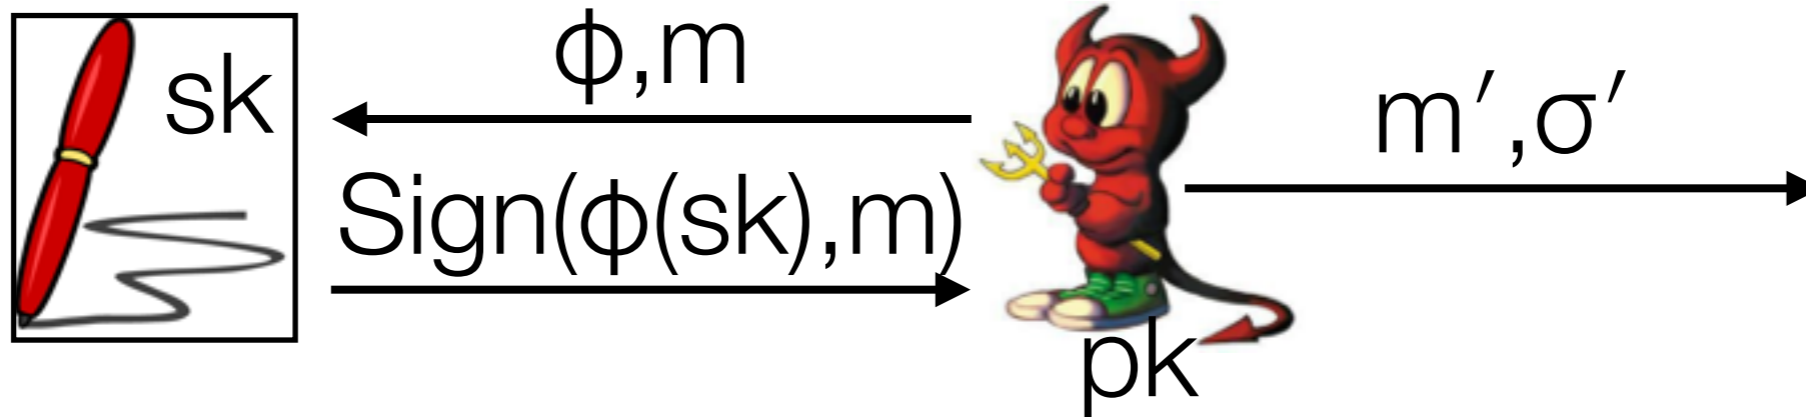 sk
ϕ,m
Sign(ϕ(sk),m)
m′,σ′
pk